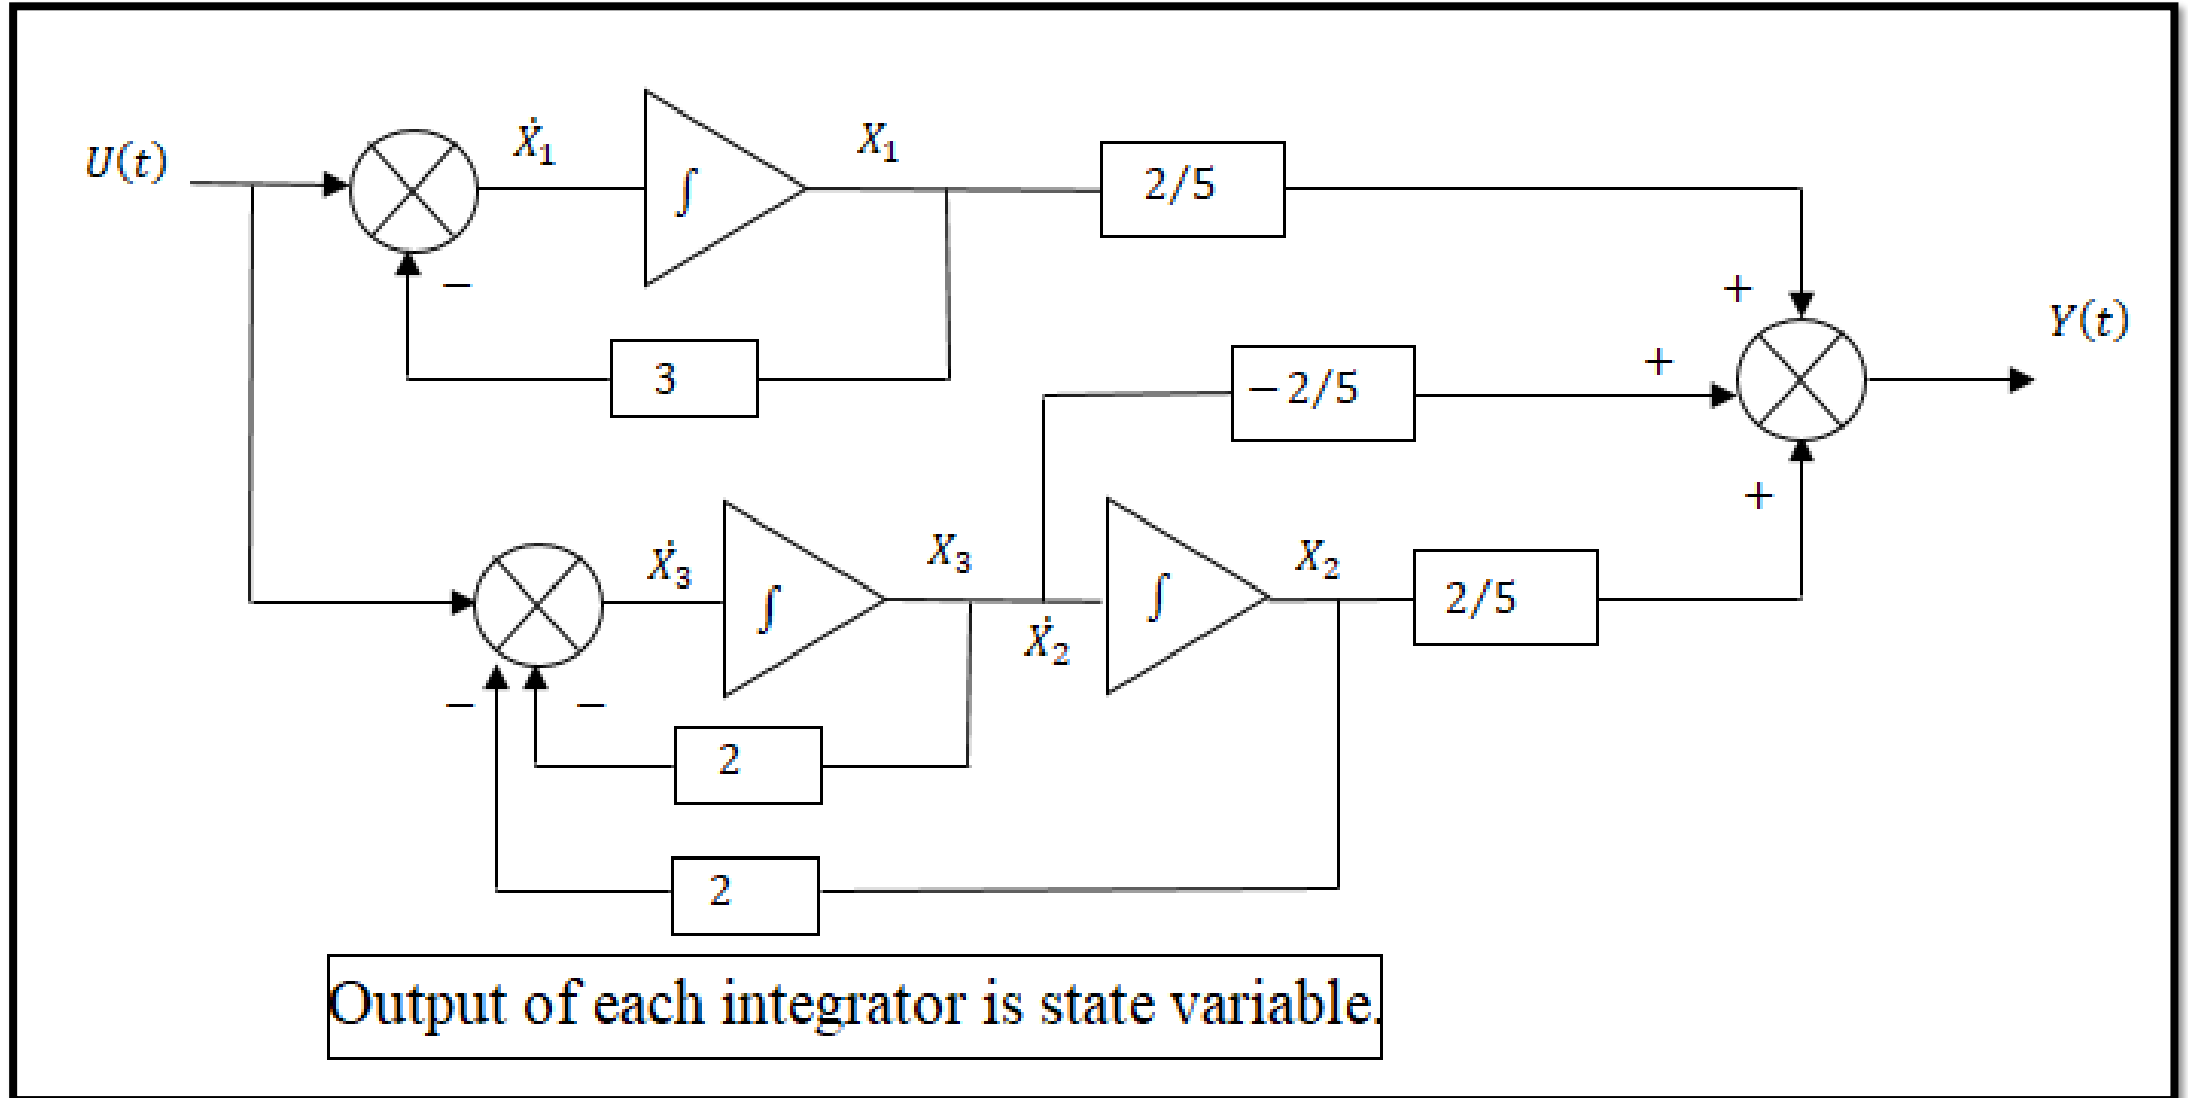 U(t)
Ẋ₁
X₁
2/5
−
3
+
Y(t)
−2/5
+
+
Ẋ₃
∫
X₃
Ẋ₂
∫
X₂
2/5
∫
−
−
2
2
Output of each integrator is state variable.